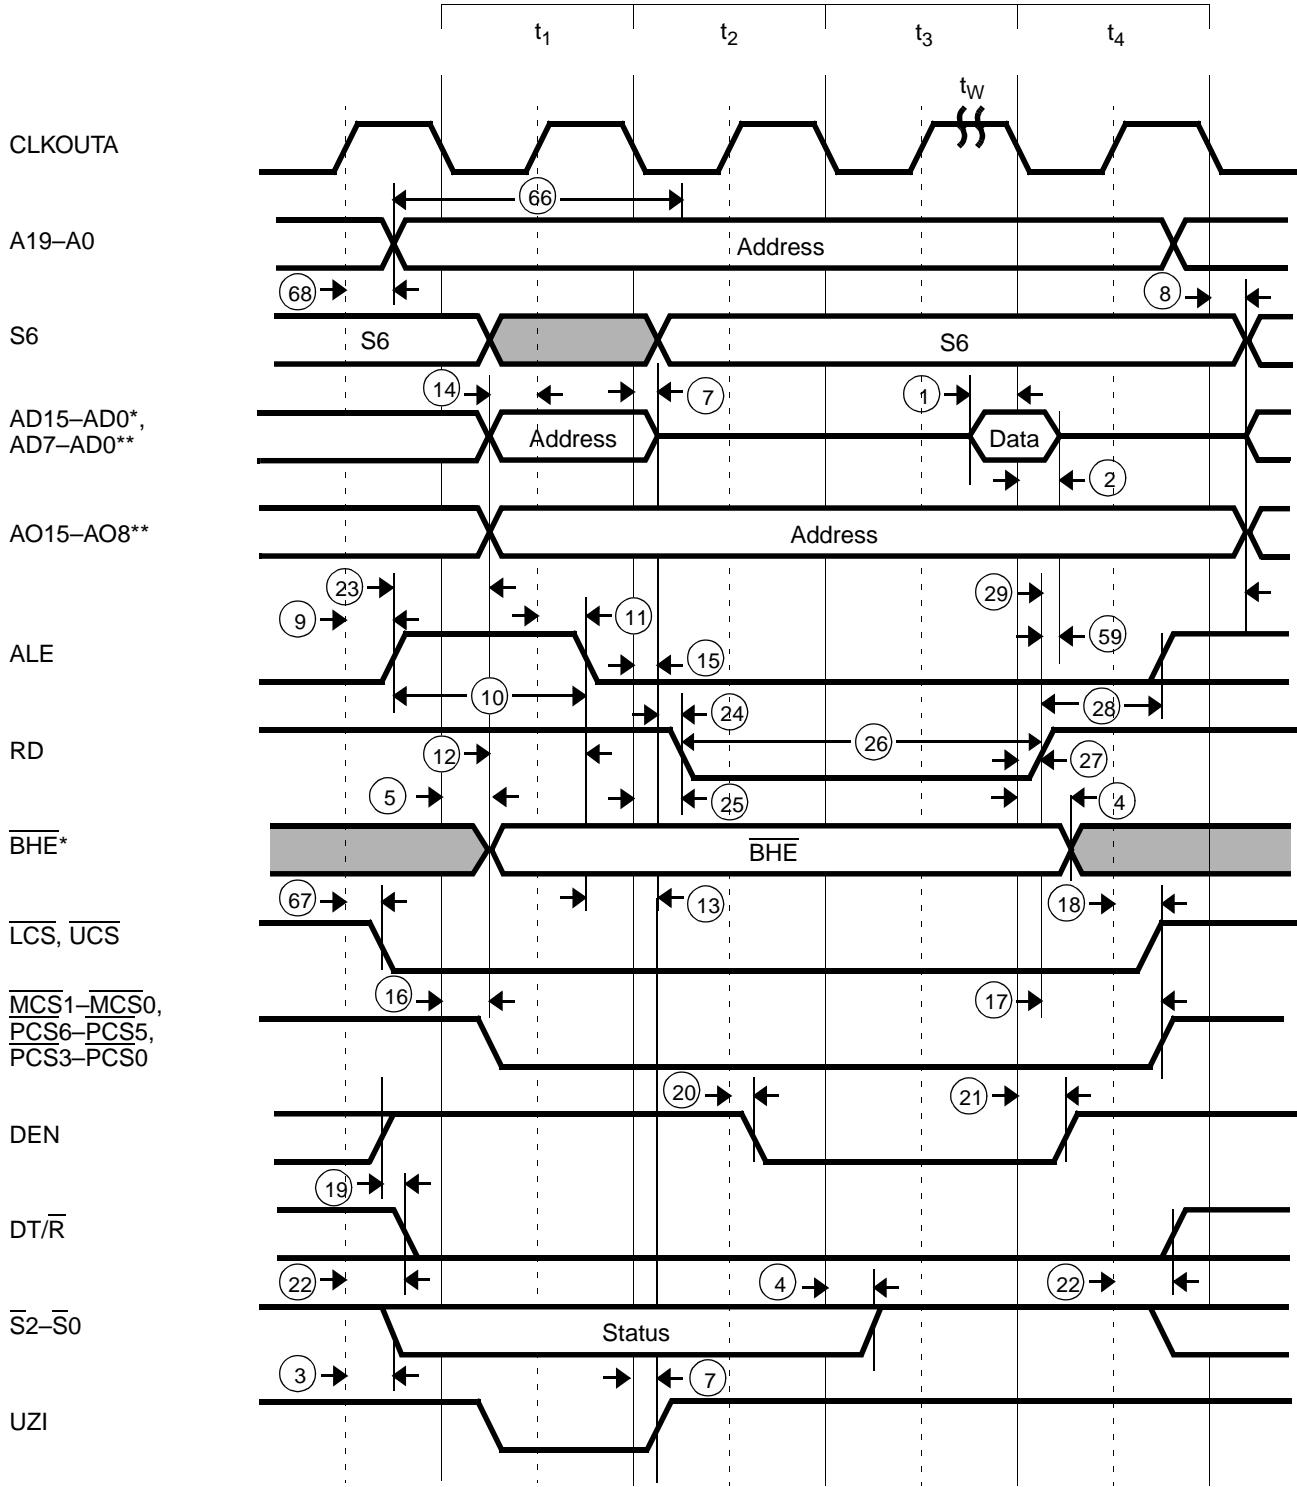 t1 t2 t3 t4
tW
CLKOUTA
66
A19–A0 Address
68 8
S6 S6 S6
14 7 1
AD15–AD0*,
AD7–AD0** Address Data
2
AO15–AO8** Address
23 29
9 11 59
ALE 15
10 24 28
RD 12 26 27
5 25 4
BHE* BHE
67 13 18
LCS, UCS
16 17
MCS1–MCS0,
PCS6–PCS5,
PCS3–PCS0
20 21
DEN
19
DT/R
22 4 22
S2–S0 Status
3 7
UZI